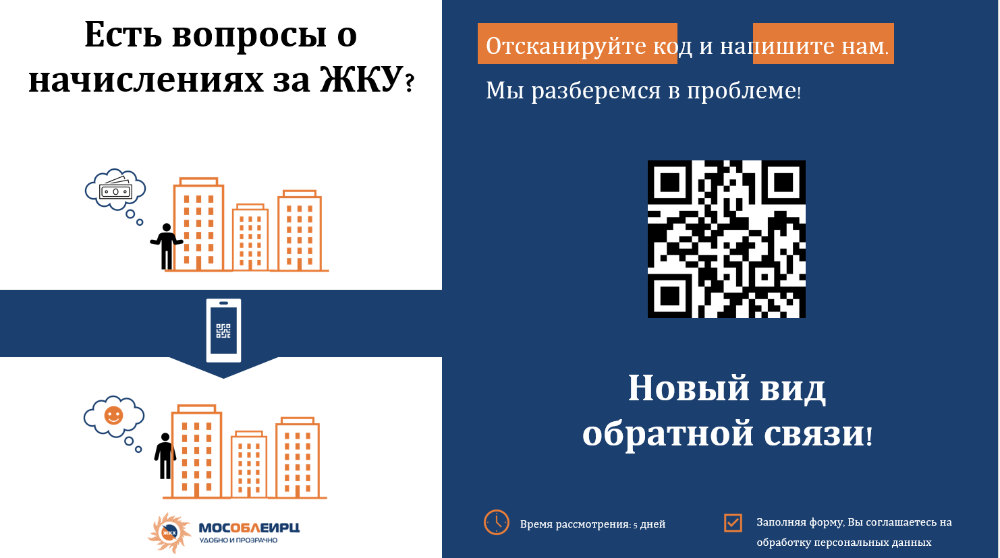 Есть вопросы о
начислениях за ЖКУ?
Отсканируйте код и напишите нам.
Мы разберемся в проблеме!
Новый вид
обратной связи!
ЖКХ
МОСОБЛЕИРЦ
УДОБНО И ПРОЗРАЧНО
Время рассмотрения: 5 дней
Заполняя форму, Вы соглашаетесь на
обработку персональных данных